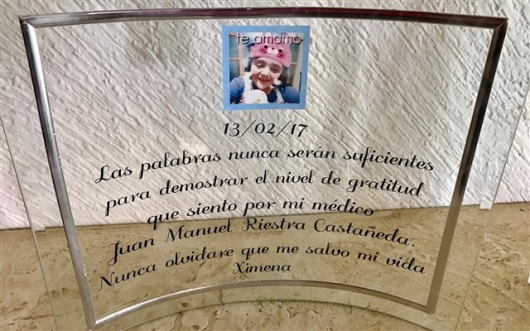 te amamo
13/02/17
Las palabras nunca serán suficientes
para demostrar el nivel de gratitud
que siento por mi médico
Juan Manuel Riestra Castañeda.
Nunca olvidare que me salvo mi vida
Ximena